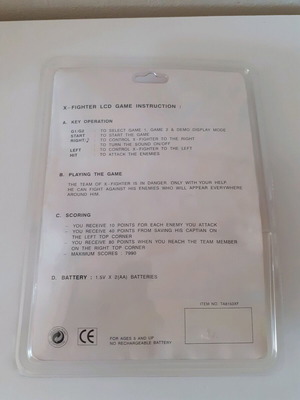 X-FIGHTER LCD GAME INSTRUCTION :
A. KEY OPERATION
G1/G2 : TO SELECT GAME 1, GAME 2 & DEMO DISPLAY MODE
START : TO START THE GAME
RIGHT/♪ : TO CONTROL X-FIGHTER TO THE RIGHT
TO TURN THE SOUND ON/OFF
LEFT : TO CONTROL X-FIGHTER TO THE LEFT
HIT : TO ATTACK THE ENEMIES
B. PLAYING THE GAME
THE TEAM OF X-FIGHTER IS IN DANGER. ONLY WITH YOUR HELP
HE CAN FIGHT AGAINST HIS ENEMIES WHO WILL APPEAR EVERYWHERE
AROUND HIM.
C. SCORING
- YOU RECEIVE 10 POINTS FOR EACH ENEMY YOU ATTACK
- YOU RECEIVE 40 POINTS FROM SAVING HIS CAPTIAN ON
THE LEFT TOP CORNER
- YOU RECEIVE 80 POINTS WHEN YOU REACH THE TEAM MEMBER
ON THE RIGHT TOP CORNER
- MAXIMUM SCORES : 7990
D. BATTERY : 1.5V X 2(AA) BATTERIES
ITEM NO.
CE
FOR AGES 5 AND UP
NO RECHARGEABLE BATTERY